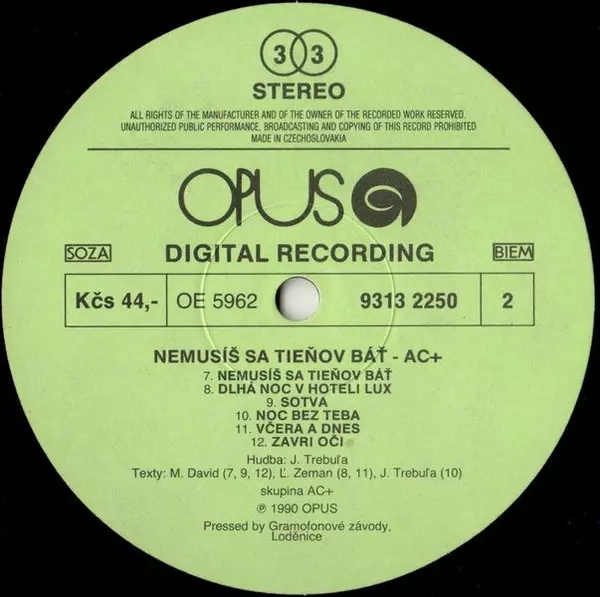 3 3
STEREO
ALL RIGHTS OF THE MANUFACTURER AND OF THE OWNER OF THE RECORDED WORK RESERVED.
UNAUTHORIZED PUBLIC PERFORMANCE, BROADCASTING AND COPYING OF THIS RECORD PROHIBITED
MADE IN CZECHOSLOVAKIA
OPUS
SOZA DIGITAL RECORDING BIEM
Kčs 44,- OE 5962 9313 2250 2
NEMUSÍŠ SA TIEŇOV BÁŤ - AC+
7. NEMUSÍŠ SA TIEŇOV BÁŤ
8. DLHÁ NOC V HOTELI LUX
9. SOTVA
10. NOC BEZ TEBA
11. VČERA A DNES
12. ZAVRI OČI
Hudba: J. Trebuľa
Texty: M. David (7, 9, 12), Ľ. Zeman (8, 11), J. Trebuľa (10)
skupina AC+
℗ 1990 OPUS
Pressed by Gramofonové závody,
Loděnice